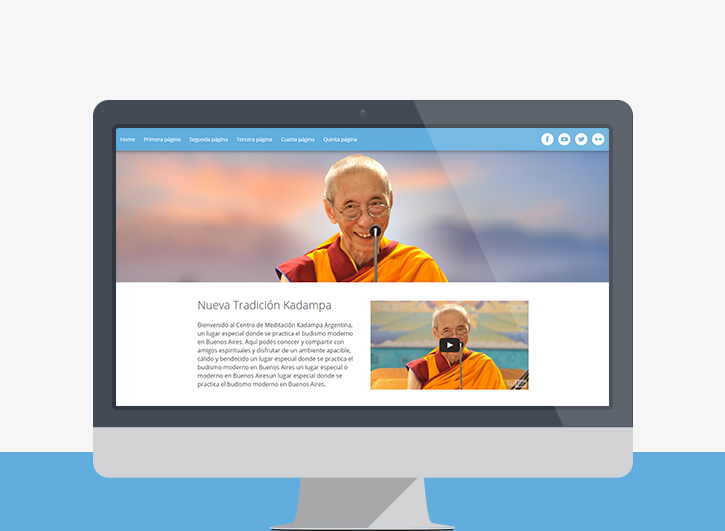 Home Primera página Segunda página Tercera página Cuarta página Quinta página
Nueva Tradición Kadampa
Bienvenido al Centro de Meditación Kadampa Argentina,
un lugar especial donde se practica el budismo moderno
en Buenos Aires. Aquí podés conocer y compartir con
amigos espirituales y disfrutar de un ambiente apacible,
cálido y bendecido un lugar especial donde se practica el
budismo moderno en Buenos Aires un lugar especial o
moderno en Buenos Airesun lugar especial donde se
practica el budismo moderno en Buenos Aires.